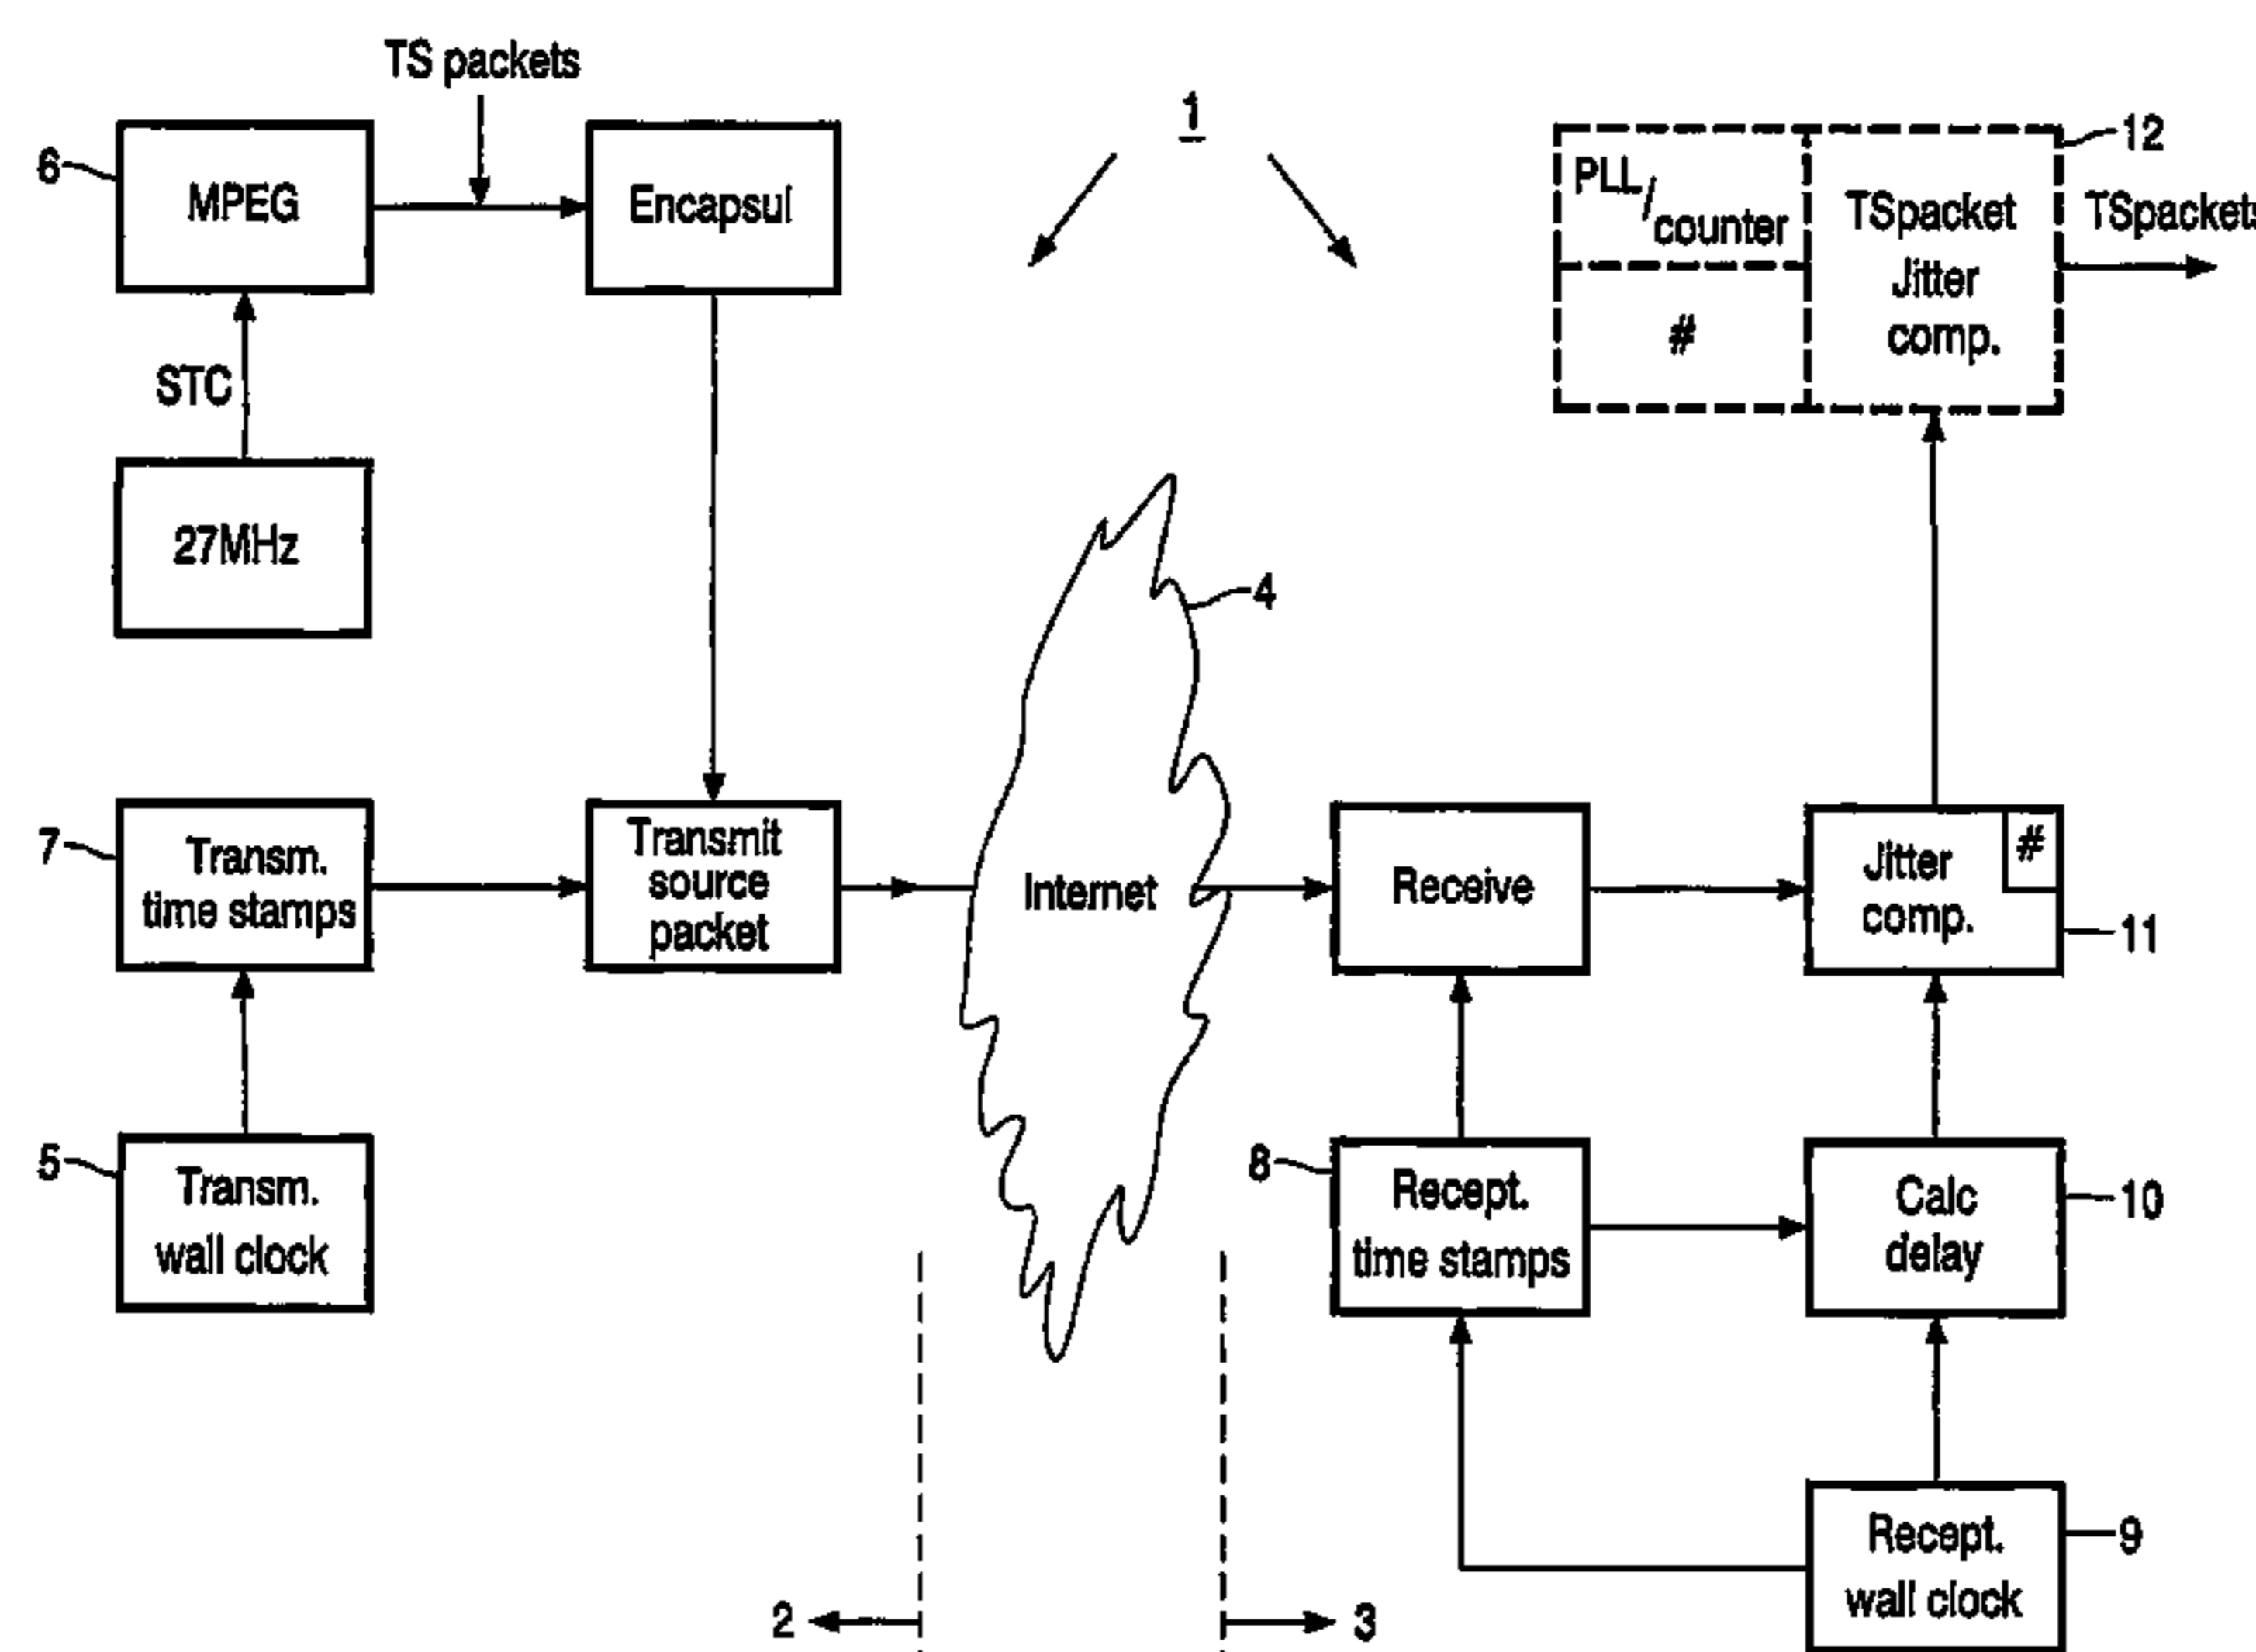 TS packets
1
6
MPEG
Encapsul
PLL/
counter
#
TSpacket
Jitter
comp.
12
TSpackets
STC
27MHz
4
7
Transm.
time stamps
Transmit
source
packet
Internet
Receive
Jitter
comp.
#
11
5
Transm.
wall clock
8
Recept.
time stamps
Calc
delay
10
Recept.
wall clock
9
2
3